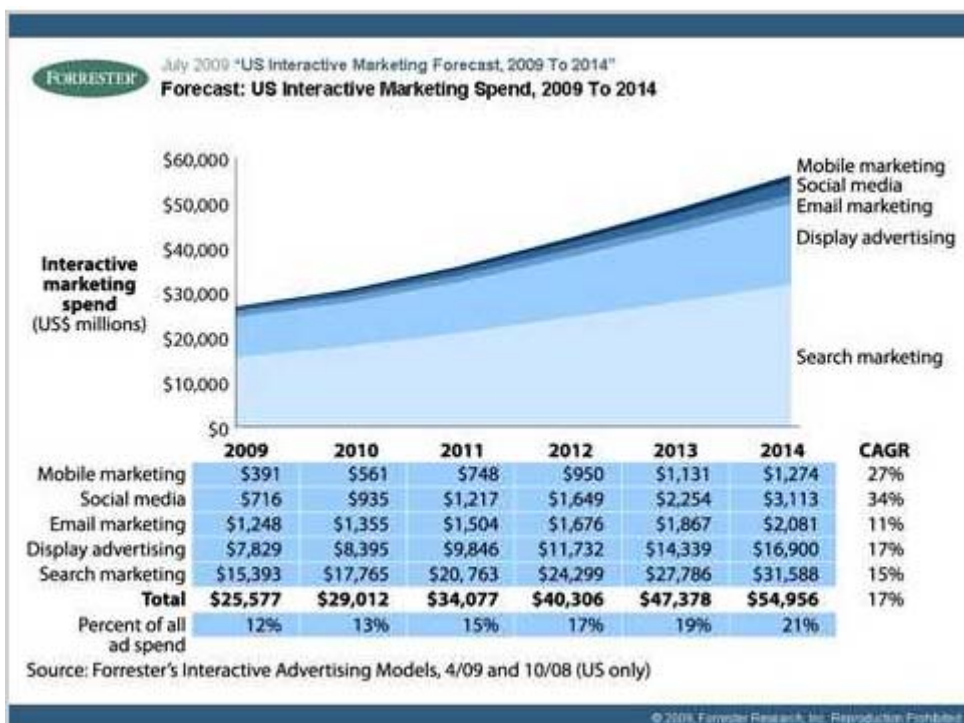 FORRESTER
July 2009 "US Interactive Marketing Forecast, 2009 To 2014"
Forecast: US Interactive Marketing Spend, 2009 To 2014
Interactive
marketing
spend
(US$ millions)
$60,000
$50,000
$40,000
$30,000
$20,000
$10,000
$0
Mobile marketing
Social media
Email marketing
Display advertising
Search marketing
2009 2010 2011 2012 2013 2014 CAGR
Mobile marketing $391 $561 $748 $950 $1,131 $1,274 27%
Social media $716 $935 $1,217 $1,649 $2,254 $3,113 34%
Email marketing $1,248 $1,355 $1,504 $1,676 $1,867 $2,081 11%
Display advertising $7,829 $8,395 $9,846 $11,732 $14,339 $16,900 17%
Search marketing $15,393 $17,765 $20, 763 $24,299 $27,786 $31,588 15%
Total $25,577 $29,012 $34,077 $40,306 $47,378 $54,956 17%
Percent of all 12% 13% 15% 17% 19% 21%
ad spend
Source: Forrester's Interactive Advertising Models, 4/09 and 10/08 (US only)
© 2009, Forrester Research, Inc. Reproduction Prohibited